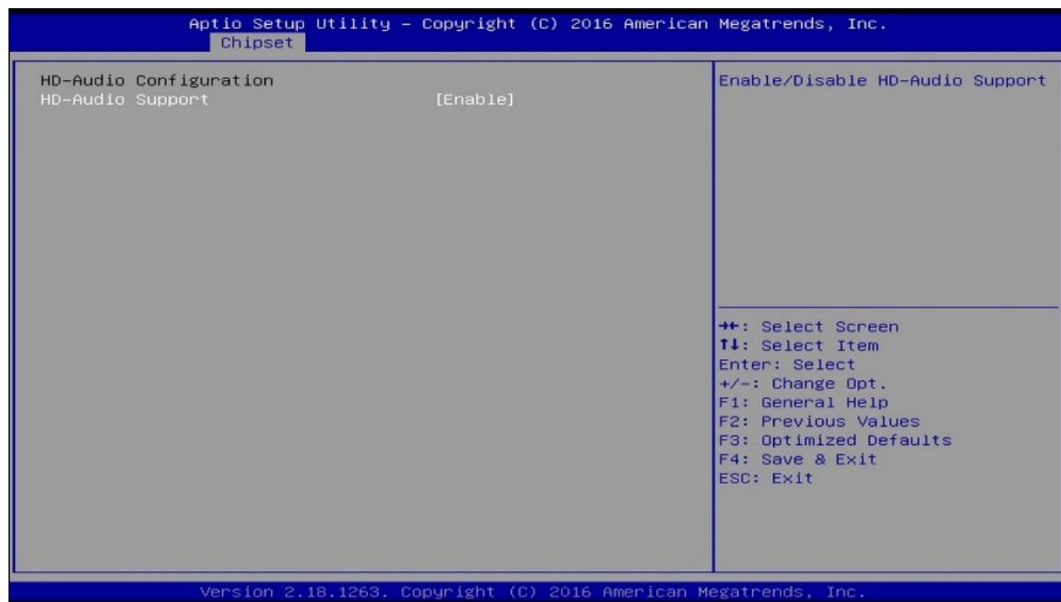 Aptio Setup Utility – Copyright (C) 2016 American Megatrends, Inc.
Chipset
HD-Audio Configuration
HD-Audio Support [Enable]
Enable/Disable HD-Audio Support
→←: Select Screen
↑↓: Select Item
Enter: Select
+/-: Change Opt.
F1: General Help
F2: Previous Values
F3: Optimized Defaults
F4: Save & Exit
ESC: Exit
Version 2.18.1263. Copyright (C) 2016 American Megatrends, Inc.